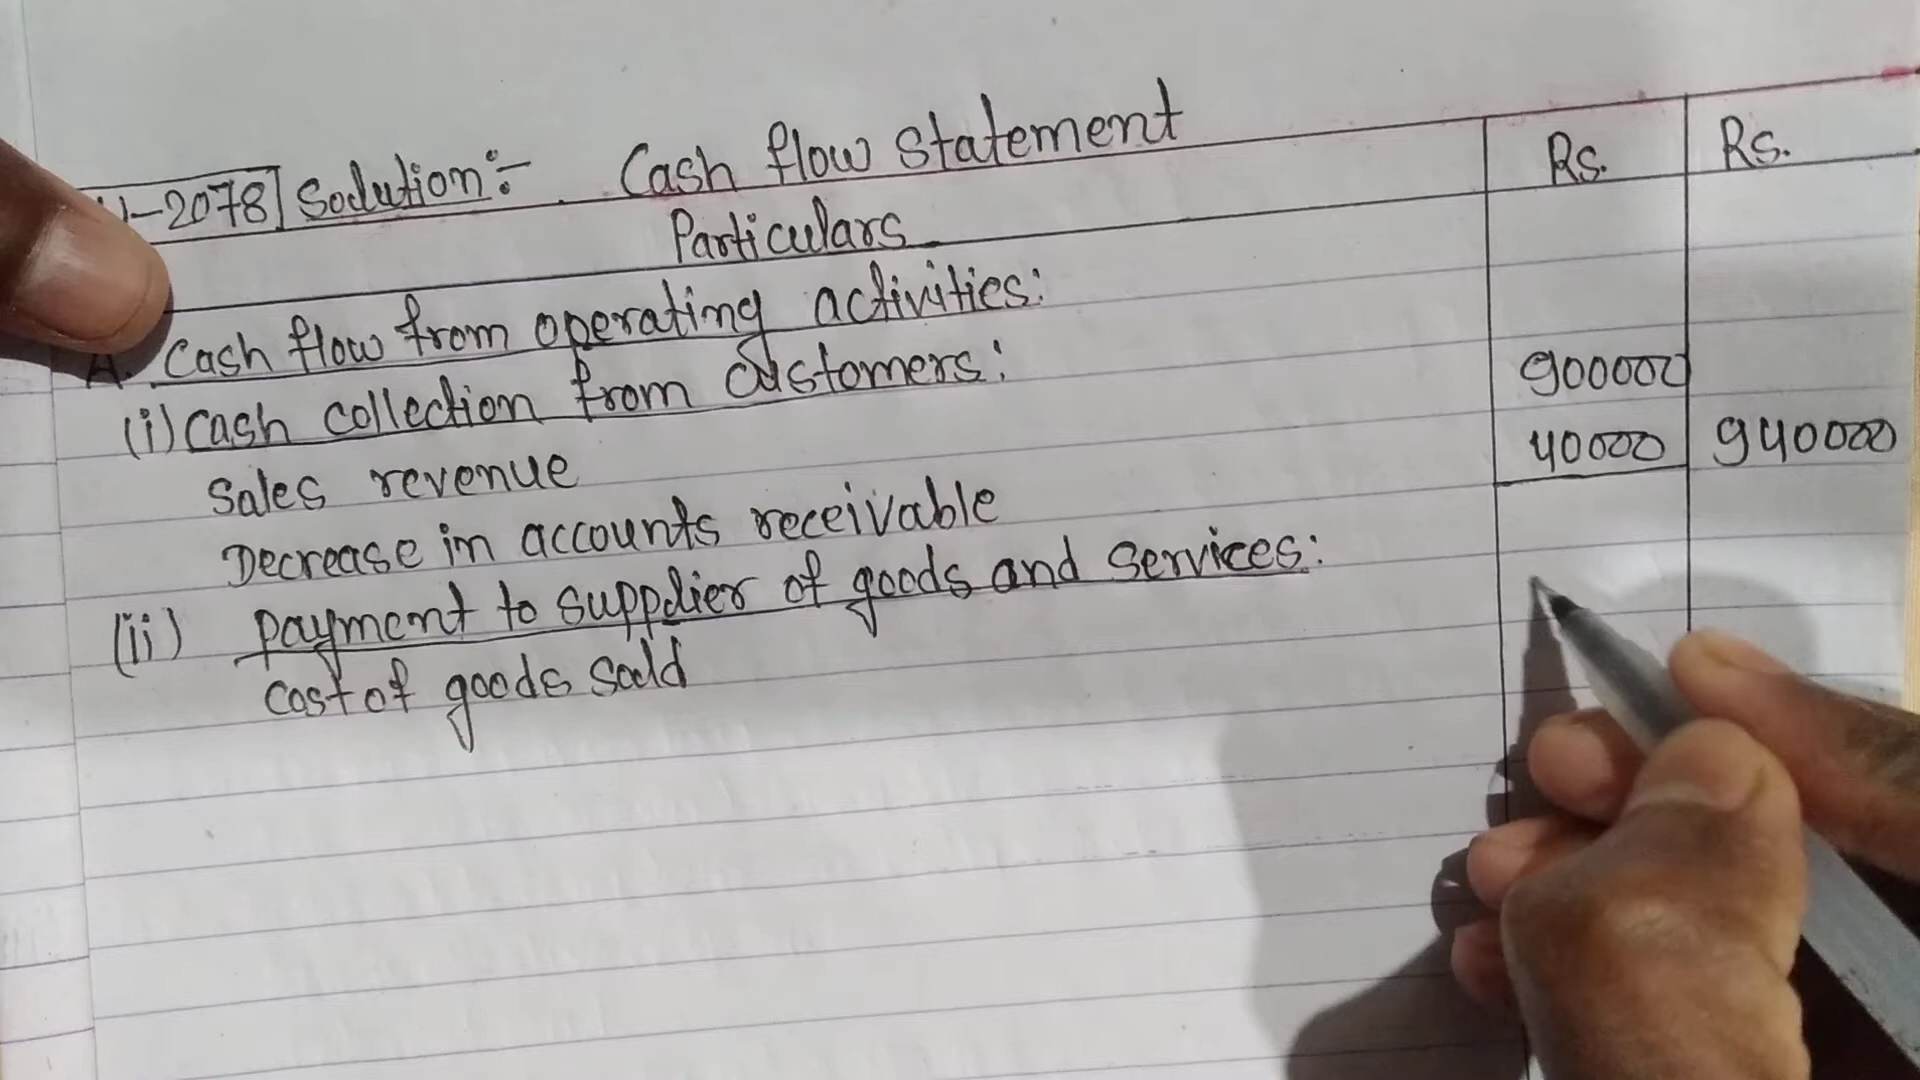 -2078] Solution:- Cash flow statement
Particulars Rs. Rs.
A. Cash flow from operating activities:
(i) Cash collection from customers:
Sales revenue 900000
Decrease in accounts receivable 40000 940000
(ii) Payment to supplier of goods and services:
Cost of goods sold